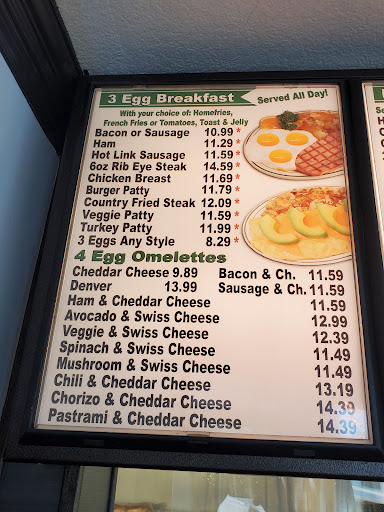 3 Egg Breakfast Served All Day!
With your choice of: Homefries,
French Fries or Tomatoes, Toast & Jelly
Bacon or Sausage 10.99 *
Ham 11.29 *
Hot Link Sausage 11.59 *
6oz Rib Eye Steak 14.59 *
Chicken Breast 11.69 *
Burger Patty 11.79 *
Country Fried Steak 12.09 *
Veggie Patty 11.59 *
Turkey Patty 11.99 *
3 Eggs Any Style 8.29 *
4 Egg Omelettes
Cheddar Cheese 9.89 Bacon & Ch. 11.59
Denver 13.99 Sausage & Ch. 11.59
Ham & Cheddar Cheese 11.59
Avocado & Swiss Cheese 12.99
Veggie & Swiss Cheese 12.39
Spinach & Swiss Cheese 11.49
Mushroom & Swiss Cheese 11.49
Chili & Cheddar Cheese 13.19
Chorizo & Cheddar Cheese 14.39
Pastrami & Cheddar Cheese 14.39